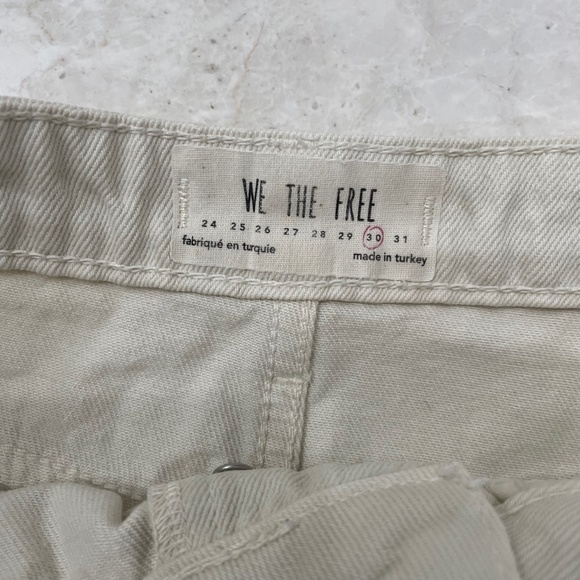 WE THE FREE
24 25 26 27 28 29 30 31
fabriqué en turquie made in turkey